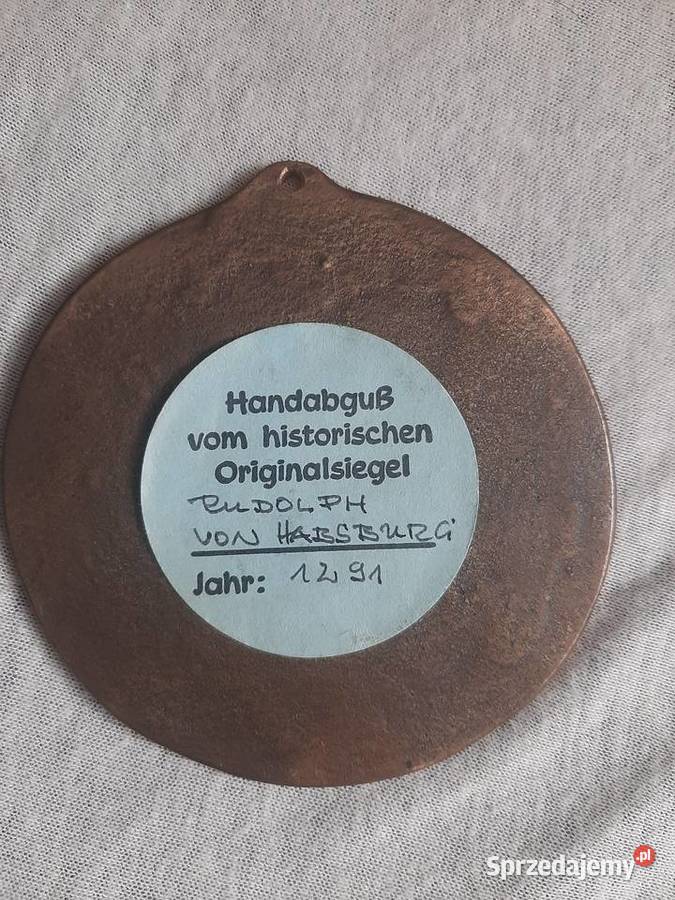 Handabguß
vom historischen
Originalsiegel
RUDOLPH
VON HABSBURG
Jahr: 1291
Sprzedajemy.pl